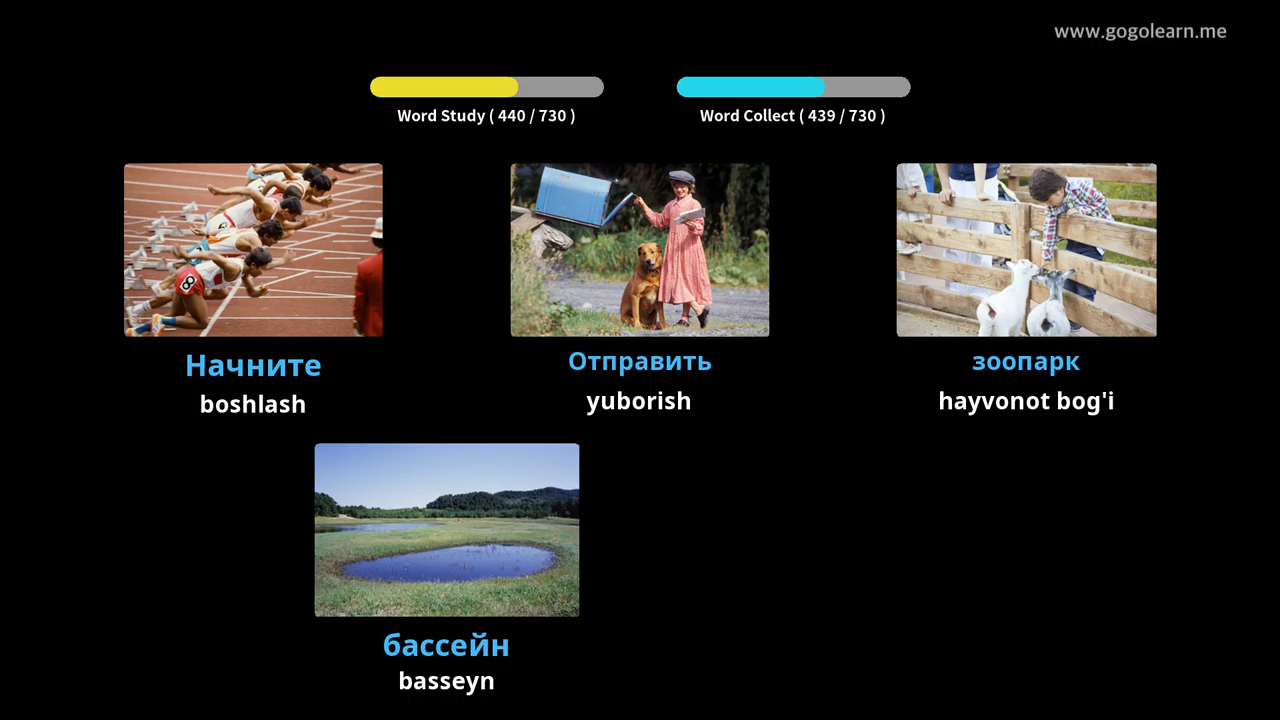 www.gogolearn.me
Word Study ( 440 / 730 )
Word Collect ( 439 / 730 )
8
Начните
boshlash
Отправить
yuborish
зоопарк
hayvonot bog'i
бассейн
basseyn